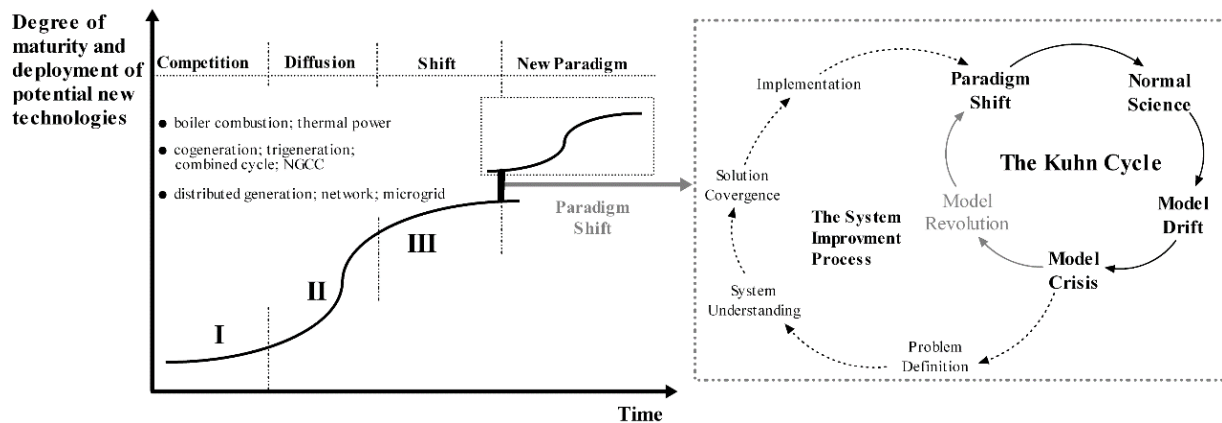 Degree of
maturity and
deployment of
potential new
technologies
Competition
Diffusion
Shift
New Paradigm
● boiler combustion; thermal power
● cogeneration; trigeneration;
combined cycle; NGCC
● distributed generation; network; microgrid
I
II
III
Paradigm
Shift
Time
Implementation
Paradigm
Shift
Normal
Science
The Kuhn Cycle
Solution
Covergence
Model
Revolution
Model
Drift
The System
Improvment
Process
Model
Crisis
System
Understanding
Problem
Definition